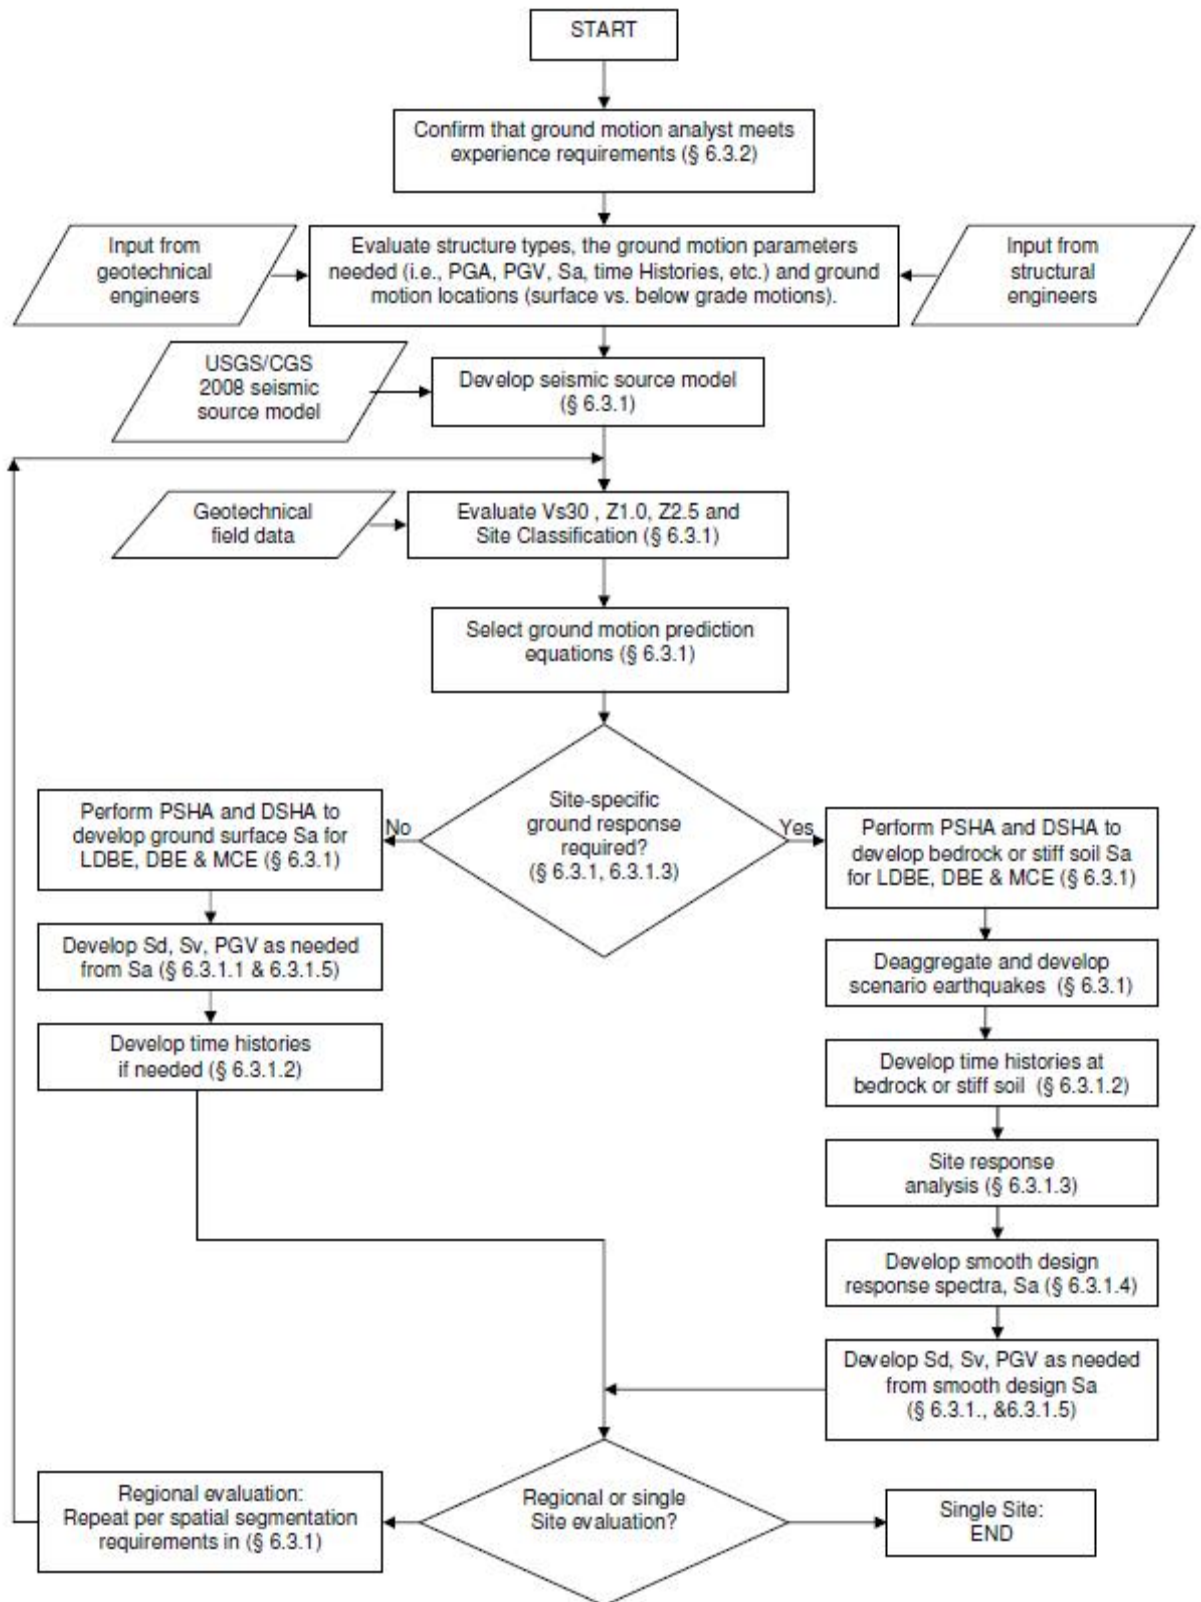 START
Confirm that ground motion analyst meets
experience requirements (§ 6.3.2)
Input from
geotechnical
engineers
Evaluate structure types, the ground motion parameters
needed (i.e., PGA, PGV, Sa, time Histories, etc.) and ground
motion locations (surface vs. below grade motions).
Input from
structural
engineers
USGS/CGS
2008 seismic
source model
Develop seismic source model
(§ 6.3.1)
Geotechnical
field data
Evaluate Vs30 , Z1.0, Z2.5 and
Site Classification (§ 6.3.1)
Select ground motion prediction
equations (§ 6.3.1)
Site-specific
ground response
required?
(§ 6.3.1, 6.3.1.3)
No
Yes
Perform PSHA and DSHA to
develop ground surface Sa for
LDBE, DBE & MCE (§ 6.3.1)
Develop Sd, Sv, PGV as needed
from Sa (§ 6.3.1.1 & 6.3.1.5)
Develop time histories
if needed (§ 6.3.1.2)
Perform PSHA and DSHA to
develop bedrock or stiff soil Sa
for LDBE, DBE & MCE (§ 6.3.1)
Deaggregate and develop
scenario earthquakes (§ 6.3.1)
Develop time histories at
bedrock or stiff soil (§ 6.3.1.2)
Site response
analysis (§ 6.3.1.3)
Develop smooth design
response spectra, Sa (§ 6.3.1.4)
Develop Sd, Sv, PGV as needed
from smooth design Sa
(§ 6.3.1., &6.3.1.5)
Regional or single
Site evaluation?
Regional evaluation:
Repeat per spatial segmentation
requirements in (§ 6.3.1)
Single Site:
END